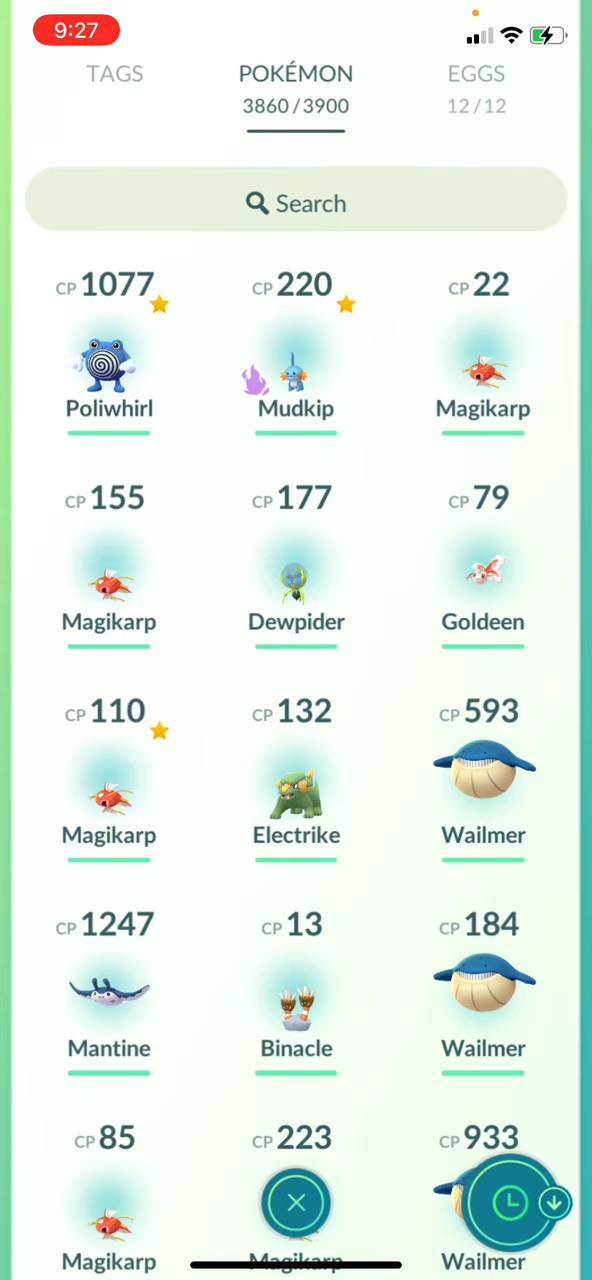 9:27
TAGS
POKÉMON
EGGS
3860/3900
12/12
Search
CP 1077
CP 220
CP 22
Poliwhirl
Mudkip
Magikarp
CP 155
CP 177
CP 79
Magikarp
Dewpider
Goldeen
CP 110
CP 132
CP 593
Magikarp
Electrike
Wailmer
CP 1247
CP 13
CP 184
Mantine
Binacle
Wailmer
CP 85
CP 223
CP 933
Magikarp
Magikarp
Wailmer